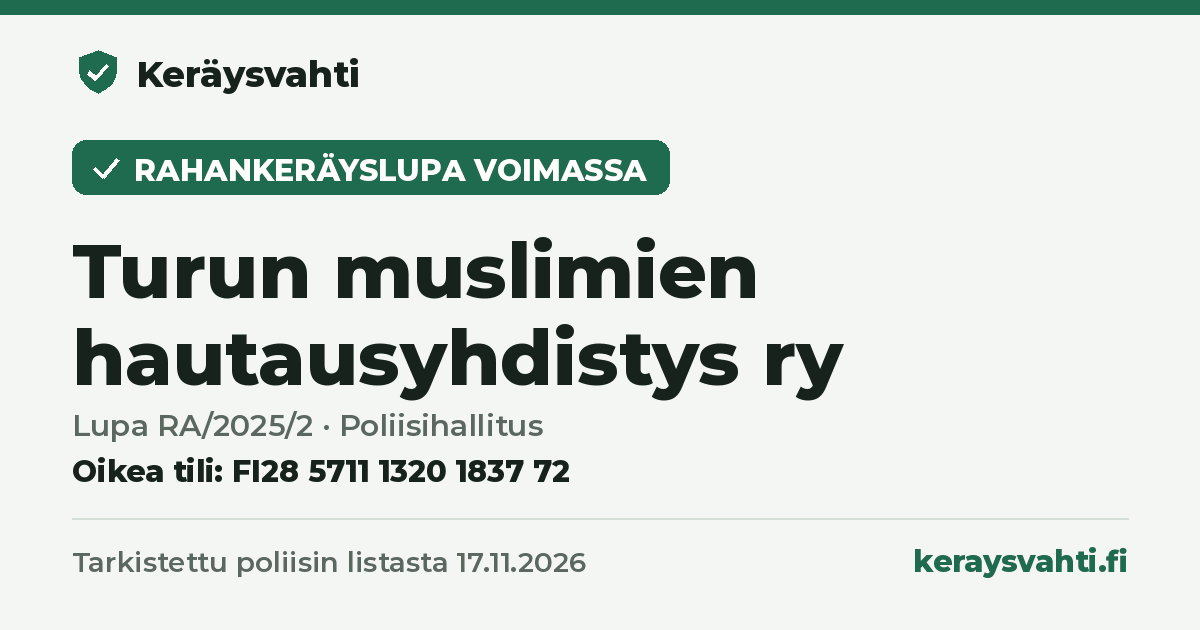 Keräysvahti
RAHANKERÄYSLUPA VOIMASSA
Turun muslimien
hautausyhdistys ry
Lupa RA/2025/2 · Poliisihallitus
Oikea tili: FI28 5711 1320 1837 72
Tarkistettu poliisin listasta 17.11.2026
keraysvahti.fi